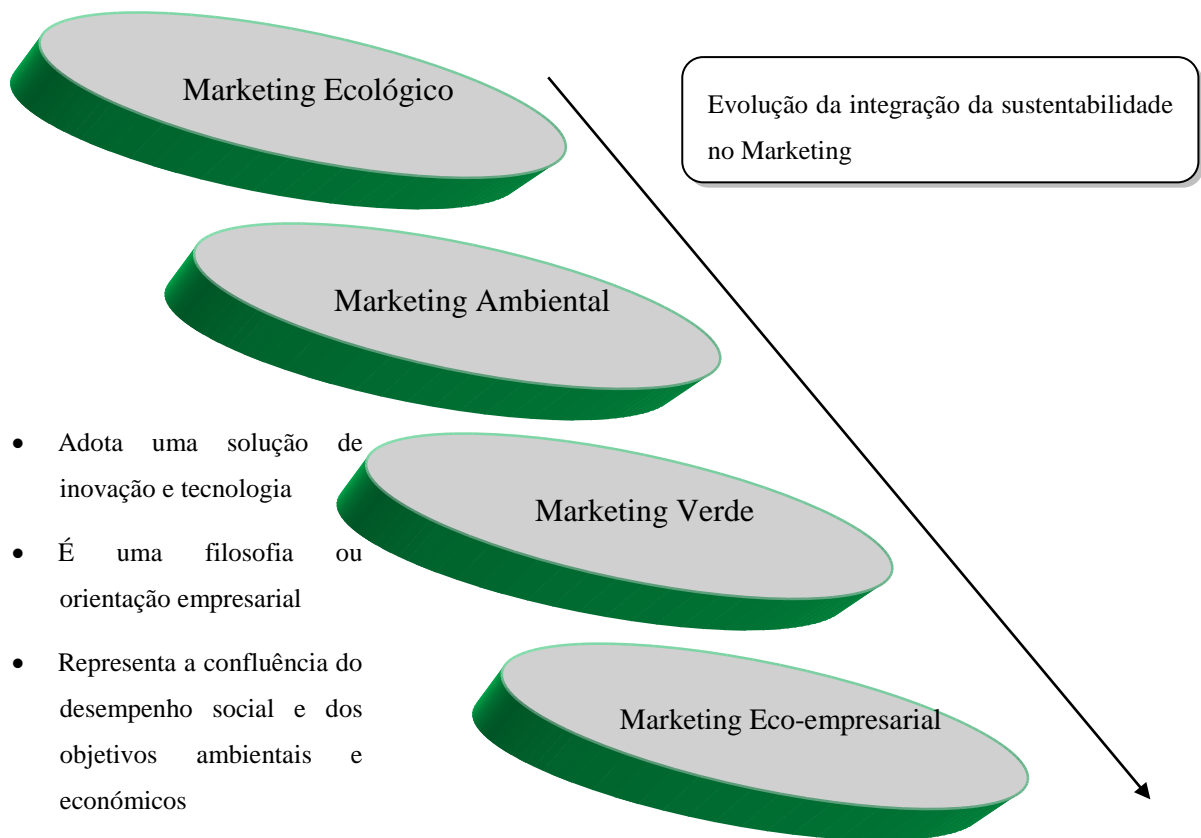 Marketing Ecológico
Evolução da integração da sustentabilidade
no Marketing
Marketing Ambiental
Marketing Verde
• Adota uma solução de
inovação e tecnologia
• É uma filosofia ou
orientação empresarial
• Representa a confluência do
desempenho social e dos
objetivos ambientais e
económicos
Marketing Eco-empresarial